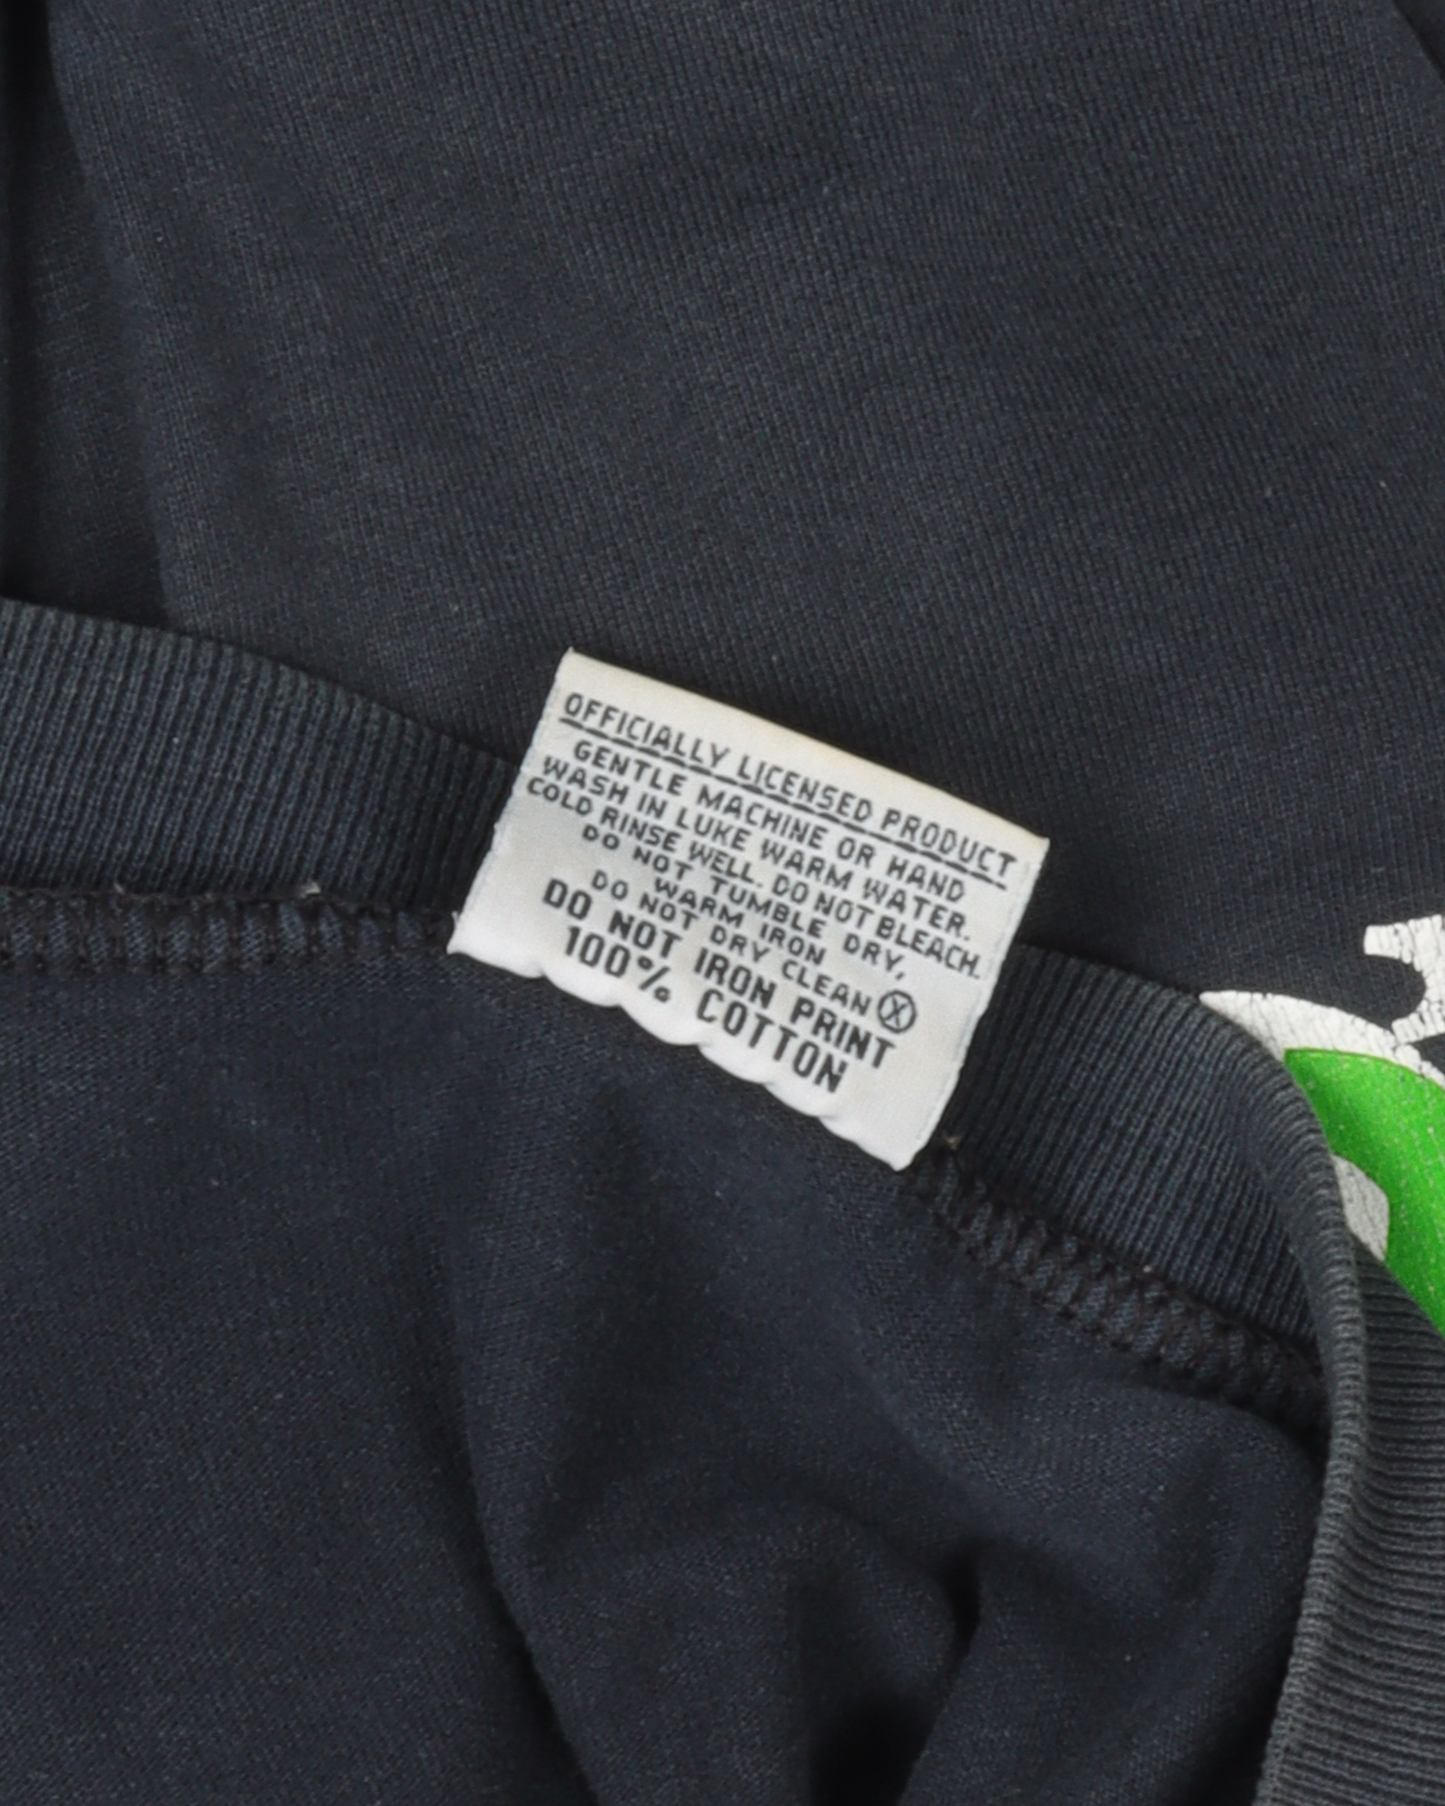 OFFICIALLY LICENSED PRODUCT
GENTLE MACHINE OR HAND
WASH IN LUKE WARM WATER.
COLD RINSE WELL. DO NOT BLEACH.
DO NOT TUMBLE DRY,
WARM IRON
DO NOT DRY CLEAN Ⓧ
DO NOT IRON PRINT
100% COTTON